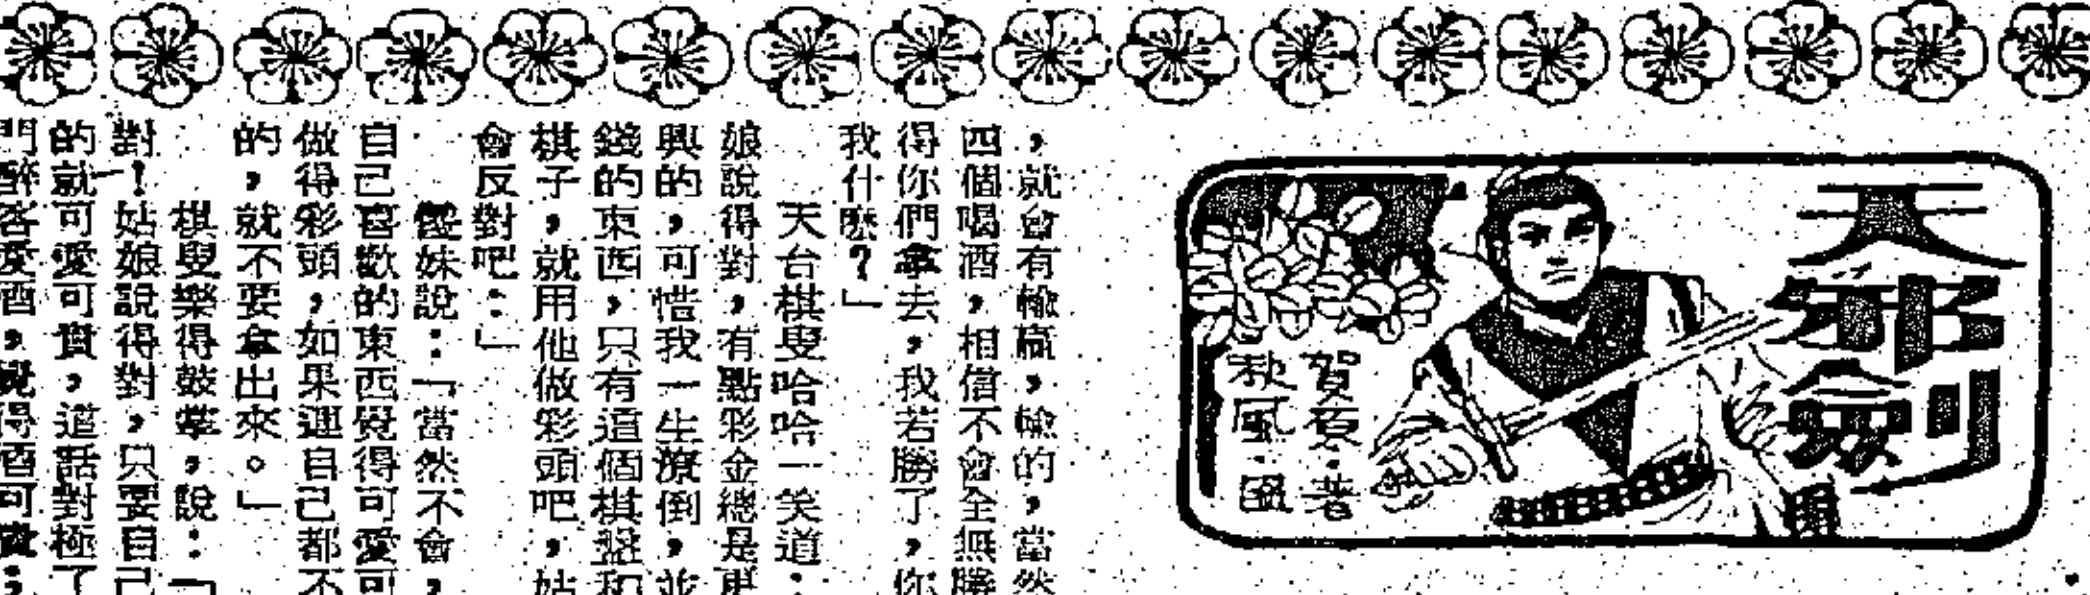 天邪劍
賀夏·著
秋風·圖
，就會有輸贏，輸的，當然
四個喝酒，相信不會全無勝
得你們拿去，我若勝了，你
我什麼？」
天台棋叟哈哈一笑道：
娘說得對，有點彩金總是更
興的，可惜我一生潦倒，並
錢的東西，只有這個棋盤和
棋子，就用他做彩頭吧，姑
會反對吧：」
鬘妹說：「當然不會，
自己喜歡的東西覺得可愛可
做得彩頭，如果連自己都不
的，就不要拿出來。」
棋叟樂得鼓掌，說：「
對！姑娘說得對，只要自己
的就可愛可貴，這話對極了
門醉客愛酒，覺得酒可貴；